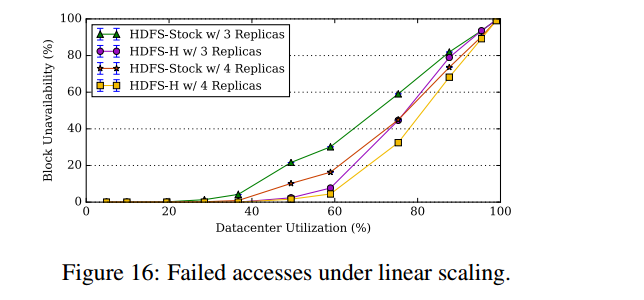 100
80
60
40
20
0
Block Unavailability (%)
HDFS-Stock w/ 3 Replicas
HDFS-H w/ 3 Replicas
HDFS-Stock w/ 4 Replicas
HDFS-H w/ 4 Replicas
0 20 40 60 80 100
Datacenter Utilization (%)
Figure 16: Failed accesses under linear scaling.